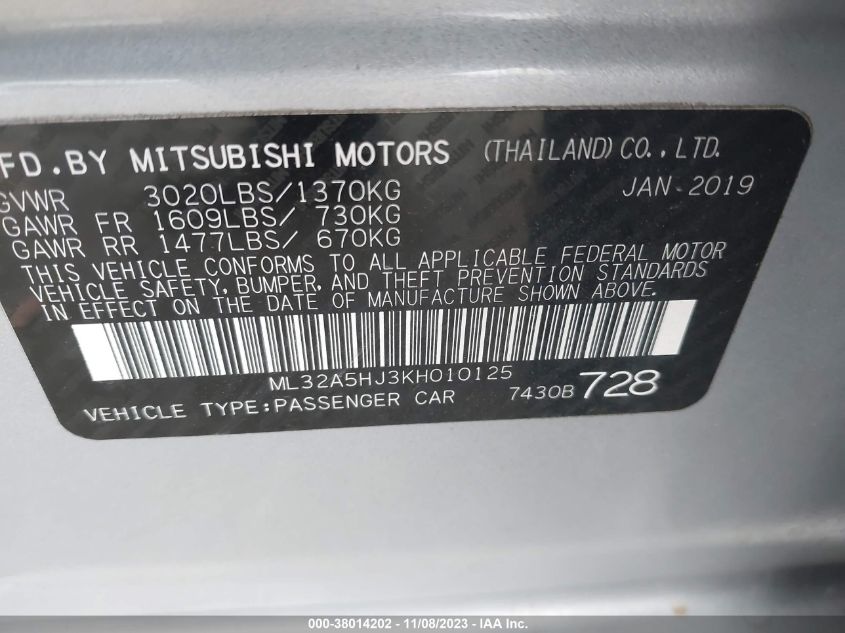 FD.BY MITSUBISHI MOTORS (THAILAND) CO.,LTD.
GVWR 3020LBS/1370KG JAN-2019
GAWR FR 1609LBS/ 730KG
GAWR RR 1477LBS/ 670KG
THIS VEHICLE CONFORMS TO ALL APPLICABLE FEDERAL MOTOR
VEHICLE SAFETY, BUMPER, AND THEFT PREVENTION STANDARDS
IN EFFECT ON THE DATE OF MANUFACTURE SHOWN ABOVE.
ML32A5HJ3KH010125
VEHICLE TYPE:PASSENGER CAR 7430B 728
000-38014202 - 11/08/2023 - IAA Inc.